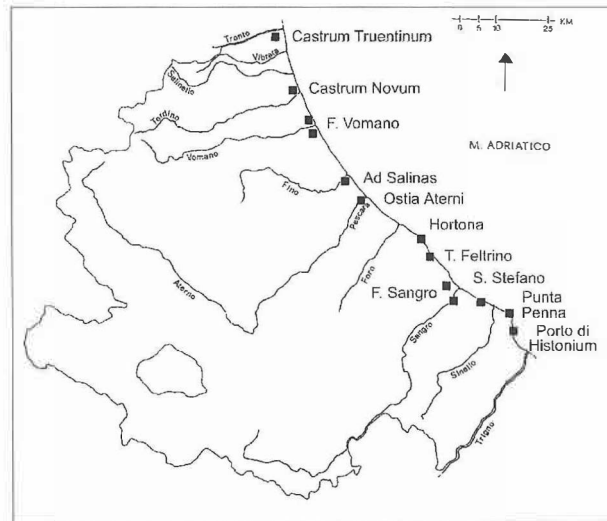 0 5 10 25 KM
Tronto
Castrum Truentinum
Vibrata
Salinello
Castrum Novum
Tordino
F. Vomano
Vomano
M. ADRIATICO
Fino
Ad Salinas
Ostia Aterni
Pescara
Hortona
T. Feltrino
Aterno
Foro
S. Stefano
F. Sangro
Punta
Penna
Sangro
Porto di
Histonium
Sinello
Trigno